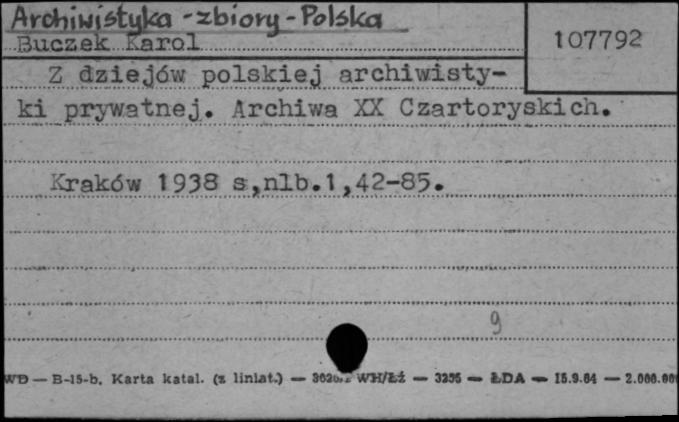 Archiwistyka - zbiory - Polska
Buczek Karol
107792
Z dziejów polskiej archiwisty-
ki prywatnej. Archiwa XX Czartoryskich.
Kraków 1938 s,nlb.1,42-85.
9
WD — B-15-b. Karta katal. (z liniat.) — WH/Łź — 3255 — ŁDA — 15.9.64 — 2.000.000